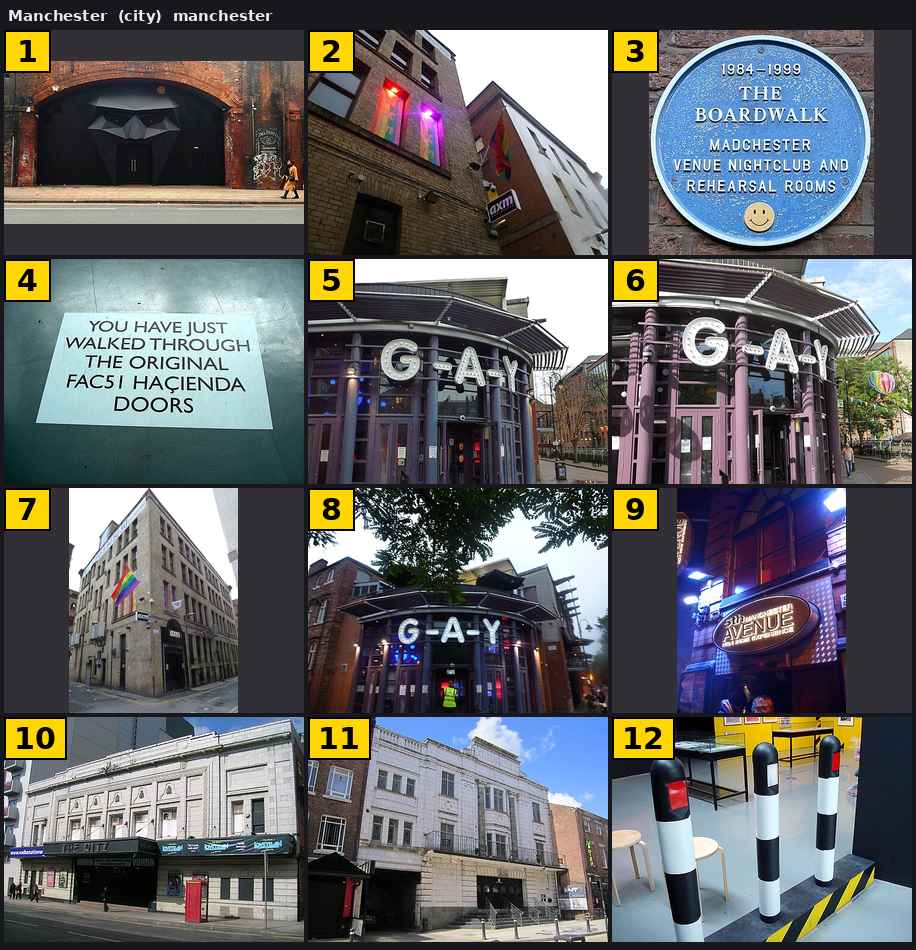 Manchester (city) manchester
1
2
axm
3
1984-1999
THE
BOARDWALK
MADCHESTER
VENUE NIGHTCLUB AND
REHEARSAL ROOMS
4
YOU HAVE JUST
WALKED THROUGH
THE ORIGINAL
FAC51 HAÇIENDA
DOORS
5
G-A-Y
6
G-A-Y
7
8
G-A-Y
9
AVENUE
10
THE RITZ
11
12